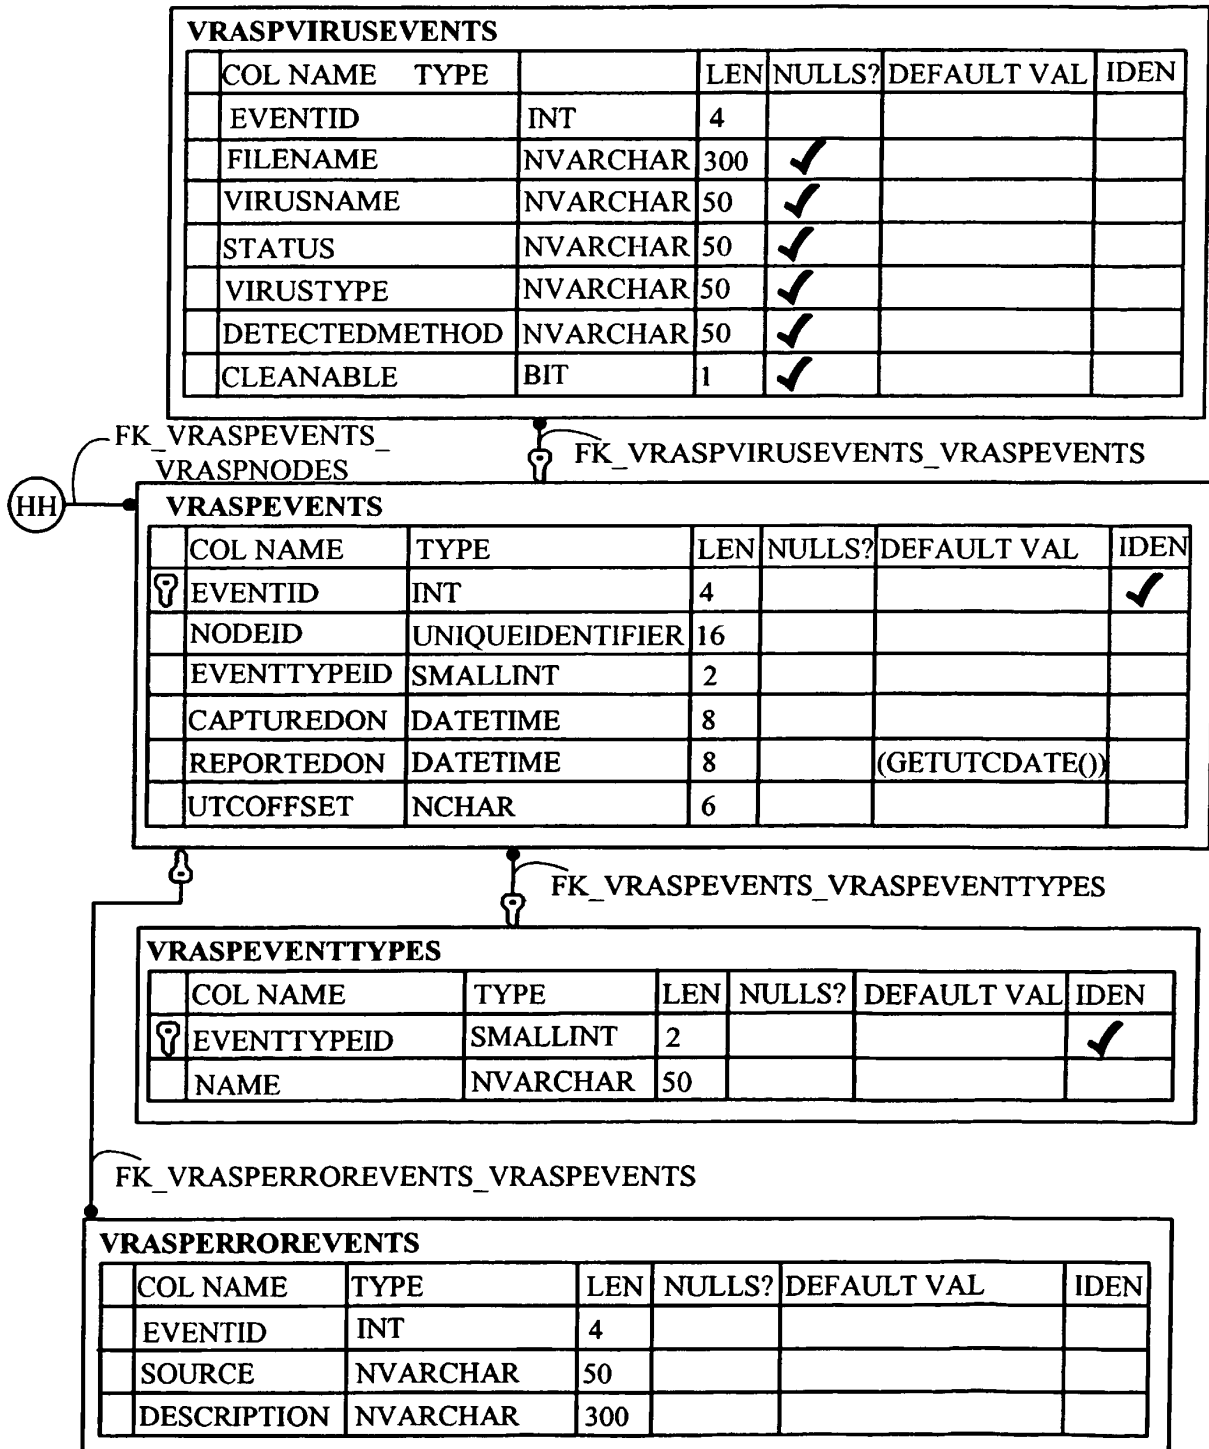 VRASPVIRUSEVENTS
COL NAME TYPE LEN NULLS? DEFAULT VAL IDEN
EVENTID INT 4
FILENAME NVARCHAR 300 ✓
VIRUSNAME NVARCHAR 50 ✓
STATUS NVARCHAR 50 ✓
VIRUSTYPE NVARCHAR 50 ✓
DETECTEDMETHOD NVARCHAR 50 ✓
CLEANABLE BIT 1 ✓
FK_VRASPEVENTS_
VRASPNODES
FK_VRASPVIRUSEVENTS_VRASPEVENTS
HH
VRASPEVENTS
COL NAME TYPE LEN NULLS? DEFAULT VAL IDEN
EVENTID INT 4 ✓
NODEID UNIQUEIDENTIFIER 16
EVENTTYPEID SMALLINT 2
CAPTUREDON DATETIME 8
REPORTEDON DATETIME 8 (GETUTCDATE())
UTCOFFSET NCHAR 6
FK_VRASPEVENTS_VRASPEVENTTYPES
VRASPEVENTTYPES
COL NAME TYPE LEN NULLS? DEFAULT VAL IDEN
EVENTTYPEID SMALLINT 2 ✓
NAME NVARCHAR 50
FK_VRASPERROREVENTS_VRASPEVENTS
VRASPERROREVENTS
COL NAME TYPE LEN NULLS? DEFAULT VAL IDEN
EVENTID INT 4
SOURCE NVARCHAR 50
DESCRIPTION NVARCHAR 300